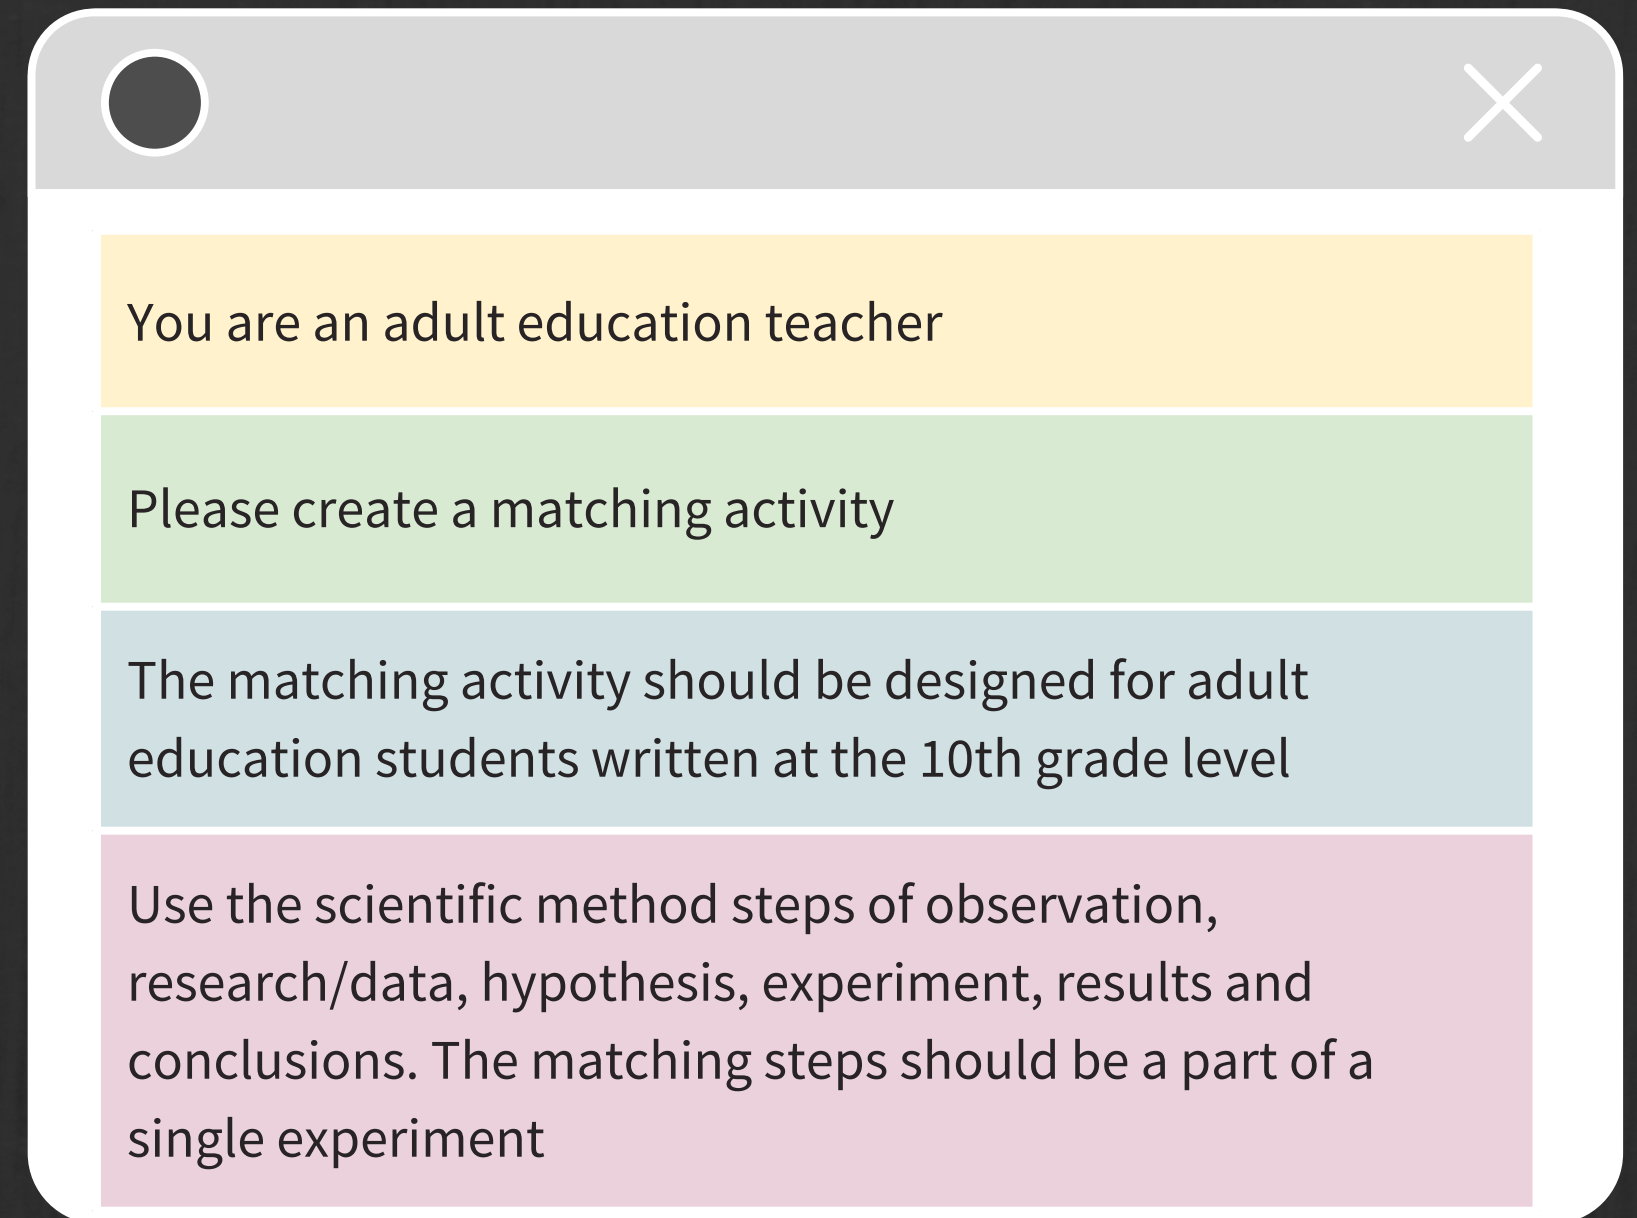 You are an adult education teacher
Please create a matching activity
The matching activity should be designed for adult
education students written at the 10th grade level
Use the scientific method steps of observation,
research/data, hypothesis, experiment, results and
conclusions. The matching steps should be a part of a
single experiment